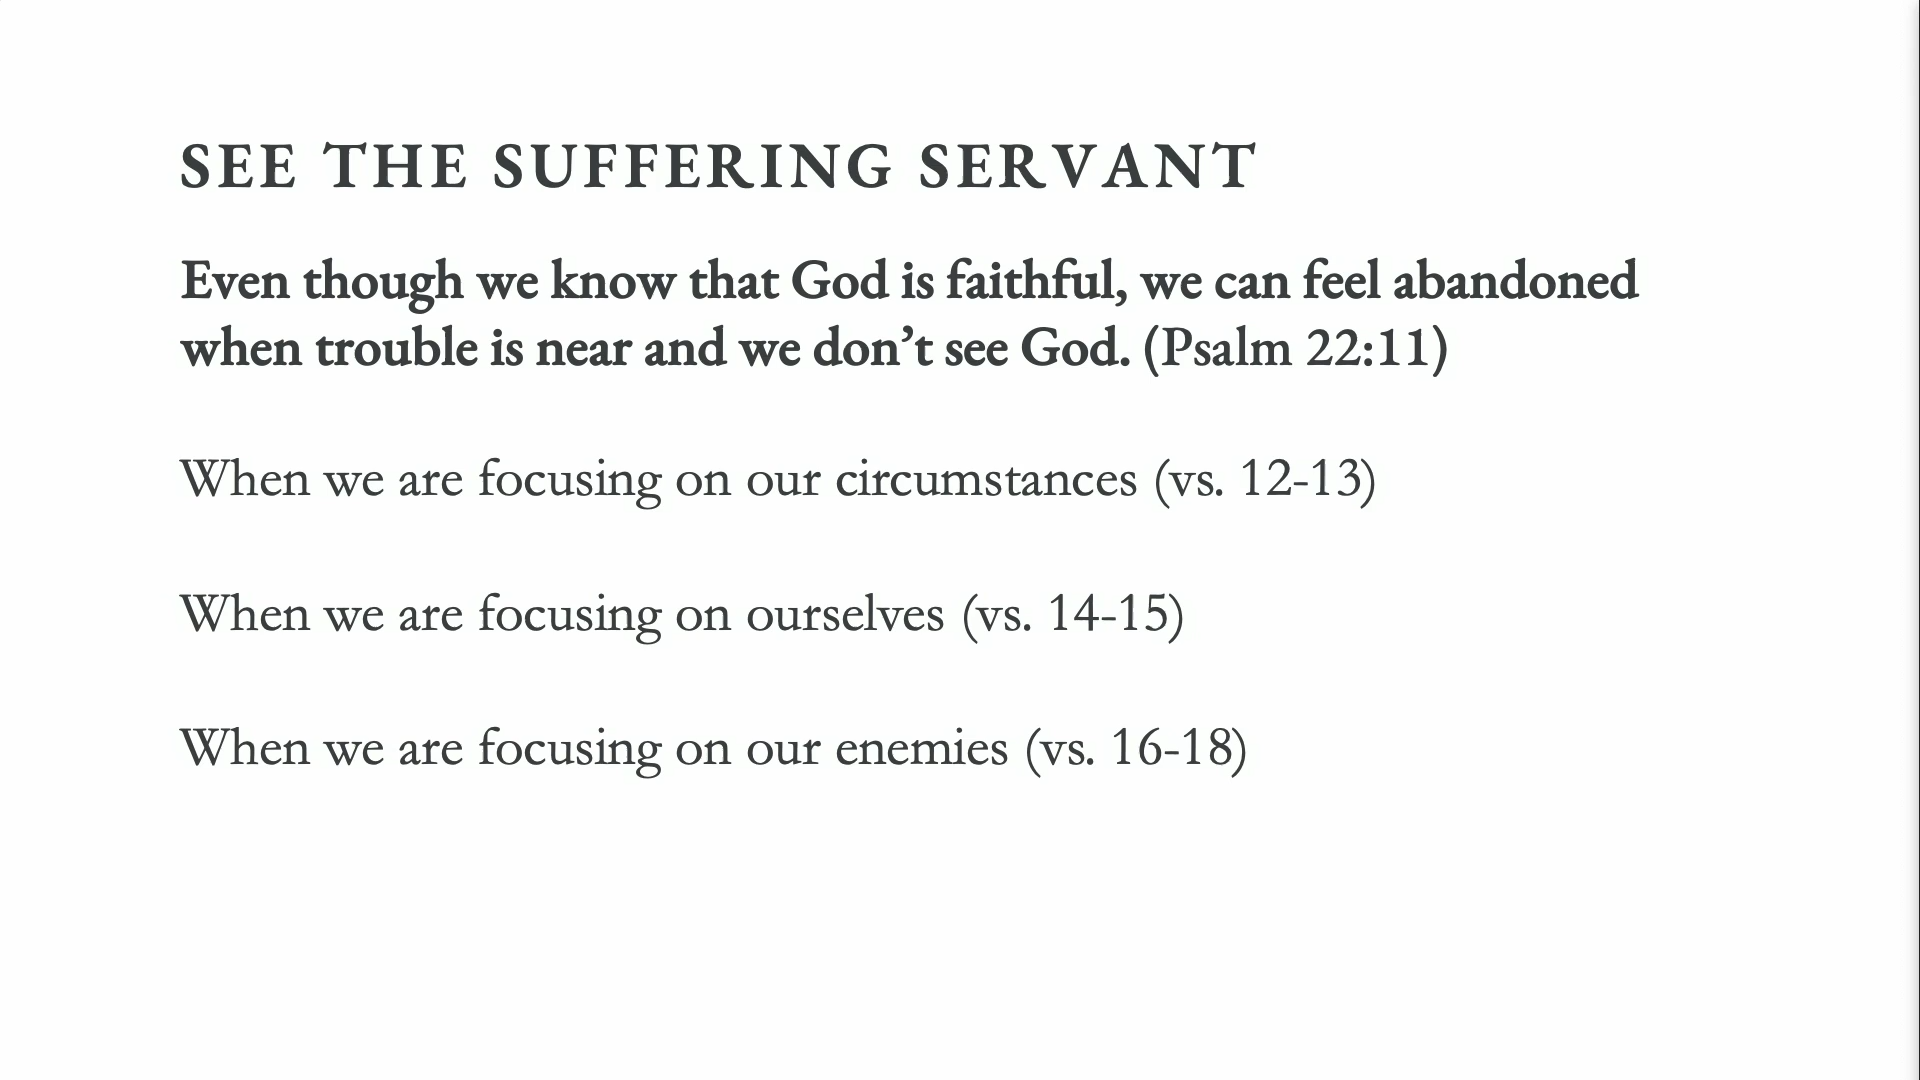 SEE THE SUFFERING SERVANT
Even though we know that God is faithful, we can feel abandoned
when trouble is near and we don’t see God. (Psalm 22:11)
When we are focusing on our circumstances (vs. 12-13)
When we are focusing on ourselves (vs. 14-15)
When we are focusing on our enemies (vs. 16-18)